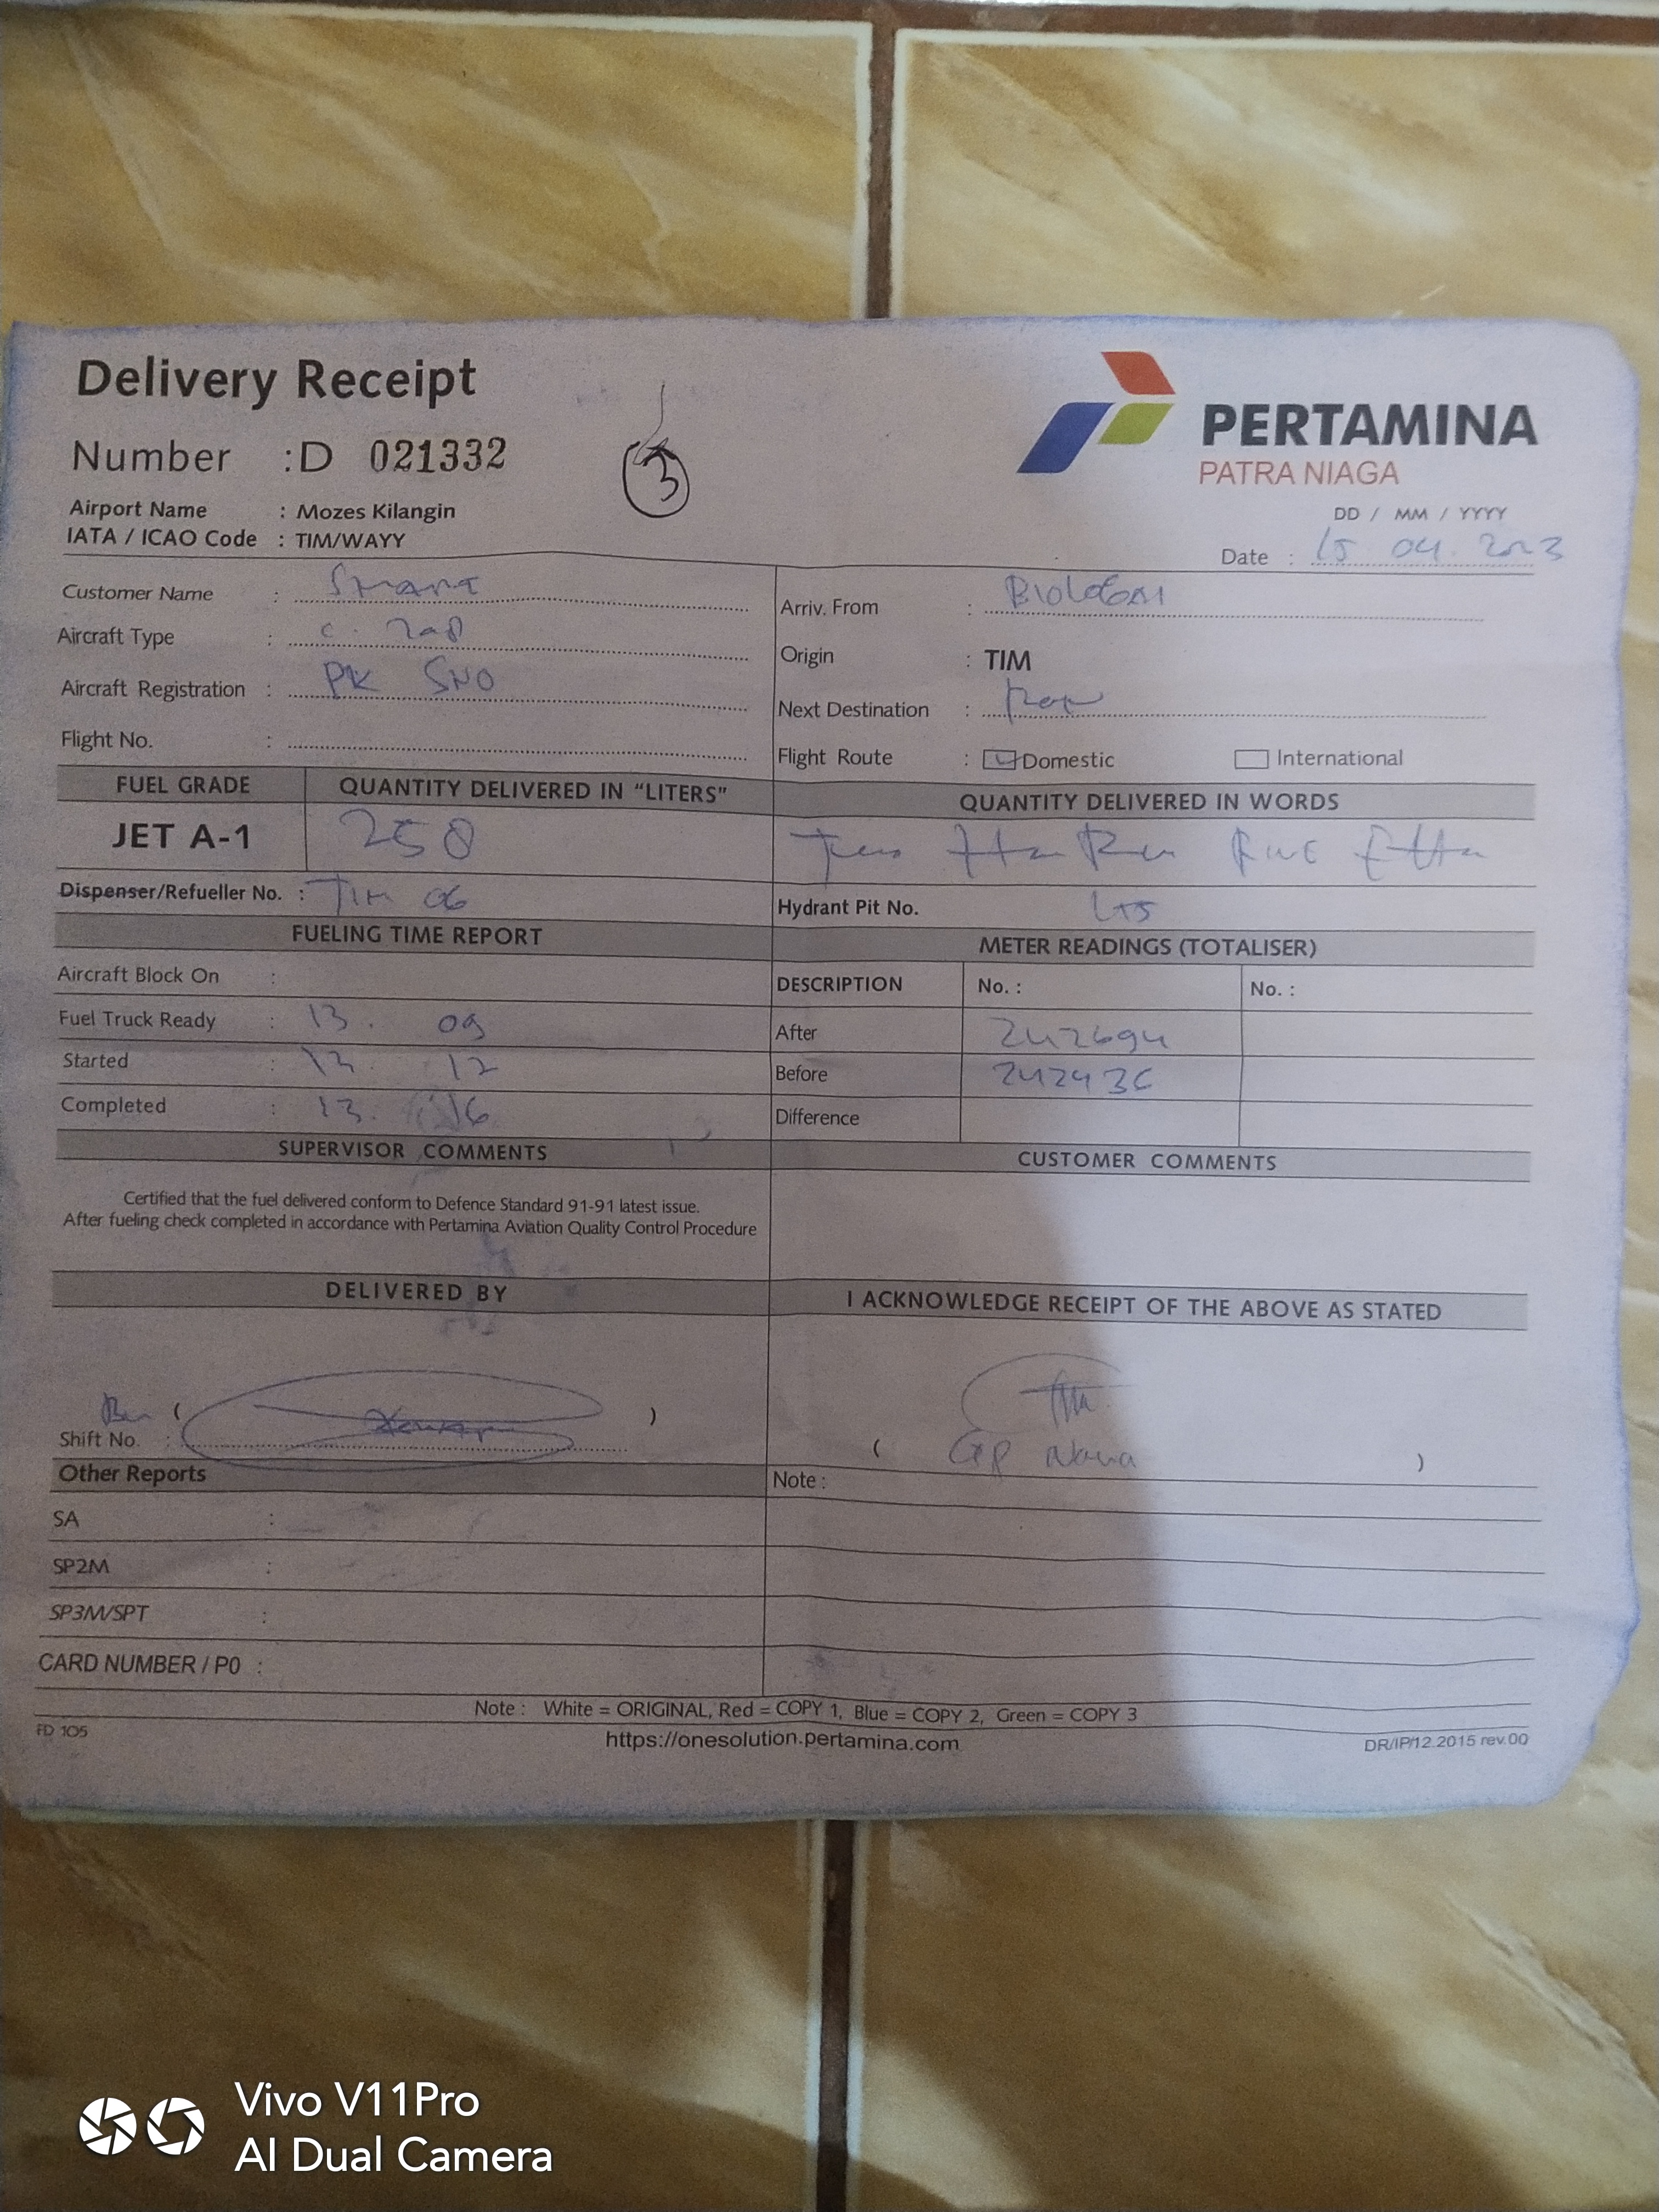 Delivery Receipt
PERTAMINA
PATRA NIAGA
Number : D 021332
3
Airport Name : Mozes Kilangin
IATA / ICAO Code : TIM/WAYY
DD / MM / YYYY
Date : 15 04. 2023
Customer Name : Smart
Arriv. From :
Aircraft Type : C. 208
Origin : TIM
Aircraft Registration : PK SNO
Next Destination :
Flight No. :
Flight Route : Domestic International
FUEL GRADE QUANTITY DELIVERED IN "LITERS" QUANTITY DELIVERED IN WORDS
JET A-1 258
Dispenser/Refueller No. : TIM 06
Hydrant Pit No. LTS
FUELING TIME REPORT METER READINGS (TOTALISER)
Aircraft Block On :
DESCRIPTION No. : No. :
Fuel Truck Ready : 13. 09
After 242694
Started : 13. 12
Before 242436
Completed : 13. 16
Difference
SUPERVISOR COMMENTS CUSTOMER COMMENTS
Certified that the fuel delivered conform to Defence Standard 91-91 latest issue.
After fueling check completed in accordance with Pertamina Aviation Quality Control Procedure
DELIVERED BY I ACKNOWLEDGE RECEIPT OF THE ABOVE AS STATED
( )
Shift No. :
( Nana )
Other Reports Note :
SA :
SP2M :
SP3M/SPT :
CARD NUMBER / P0 :
Note : White = ORIGINAL, Red = COPY 1, Blue = COPY 2, Green = COPY 3
FD 105 https://onesolution.pertamina.com DR/IP/12.2015 rev.00
Vivo V11Pro
AI Dual Camera